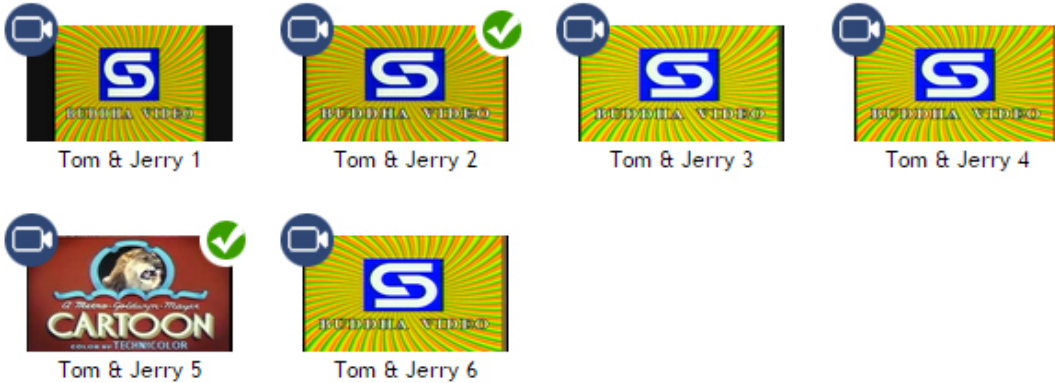 BUDDHA VIDEO
Tom & Jerry 1
BUDDHA VIDEO
Tom & Jerry 2
BUDDHA VIDEO
Tom & Jerry 3
BUDDHA VIDEO
Tom & Jerry 4
A Metro-Goldwyn-Mayer
CARTOON
COLOR BY TECHNICOLOR
Tom & Jerry 5
BUDDHA VIDEO
Tom & Jerry 6